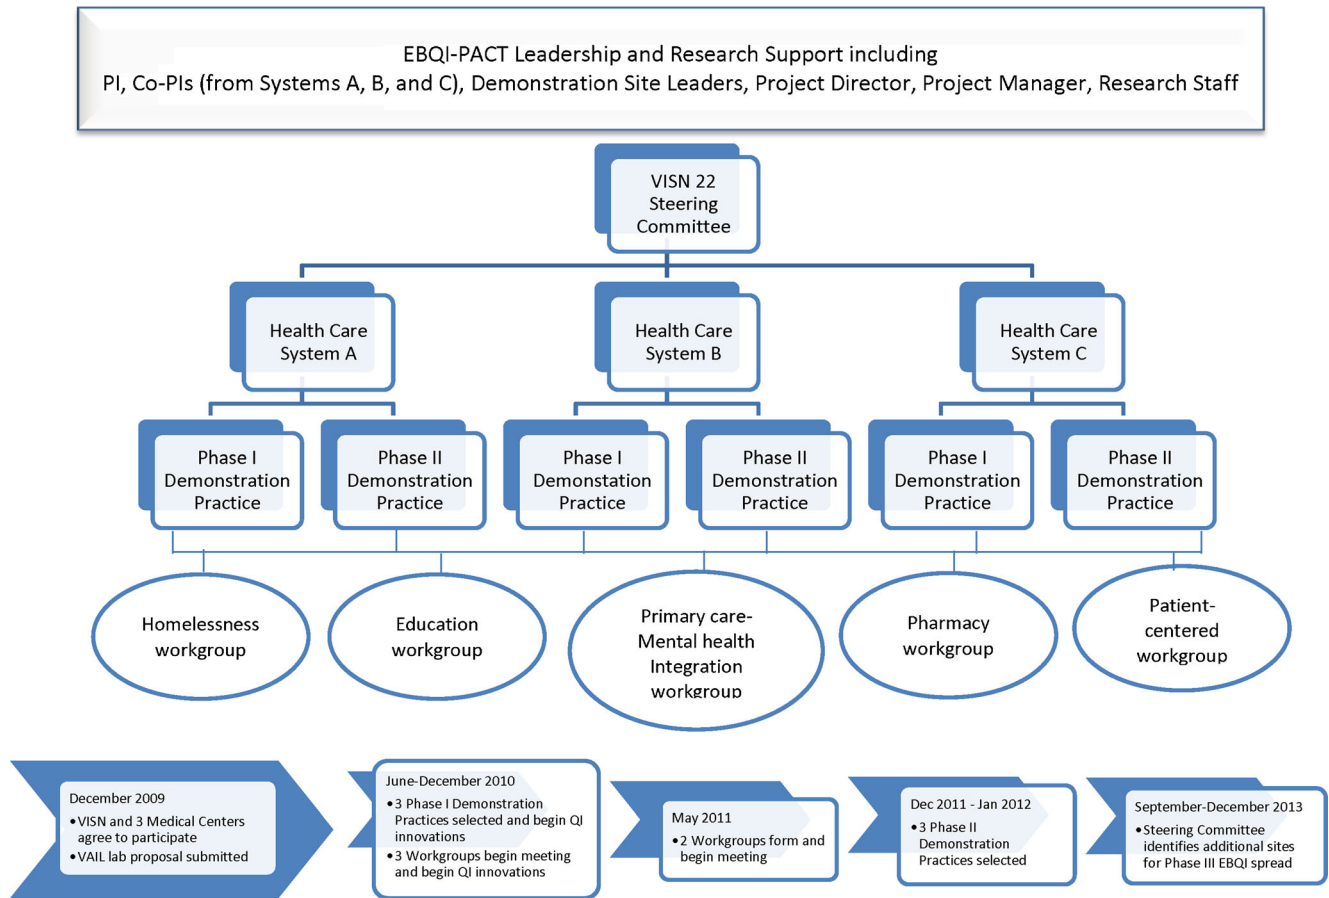 EBQI-PACT Leadership and Research Support including
PI, Co-PIs (from Systems A, B, and C), Demonstration Site Leaders, Project Director, Project Manager, Research Staff
VISN 22
Steering
Committee
Health Care
System A
Health Care
System B
Health Care
System C
Phase I
Demonstration
Practice
Phase II
Demonstration
Practice
Phase I
Demonstation
Practice
Phase II
Demonstration
Practice
Phase I
Demonstration
Practice
Phase II
Demonstration
Practice
Homelessness
workgroup
Education
workgroup
Primary care-
Mental health
Integration
workgroup
Pharmacy
workgroup
Patient-
centered
workgroup
December 2009
•VISN and 3 Medical Centers
agree to participate
•VAIL lab proposal submitted
June-December 2010
•3 Phase I Demonstration
Practices selected and begin QI
innovations
•3 Workgroups begin meeting
and begin QI innovations
May 2011
•2 Workgroups form and
begin meeting
Dec 2011 - Jan 2012
•3 Phase II
Demonstration
Practices selected
September-December 2013
•Steering Committee
identifies additional sites
for Phase III EBQI spread